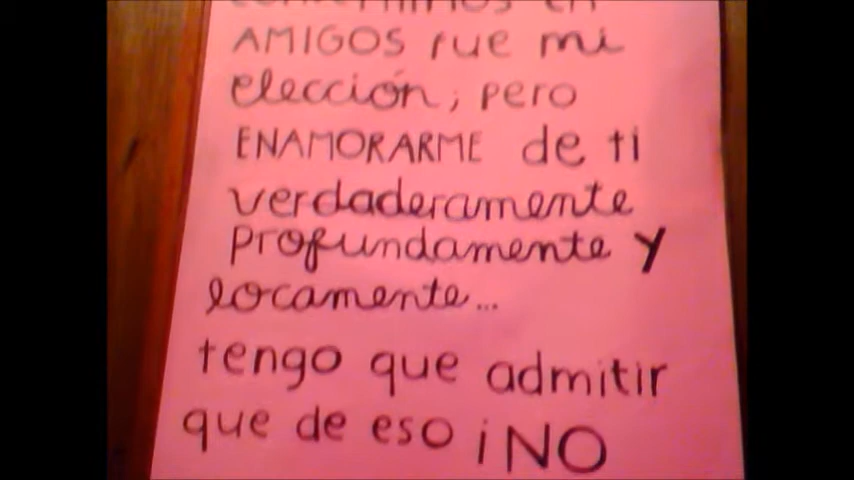 AMIGOS fue mi
elección, pero
ENAMORARME de ti
verdaderamente
profundamente y
locamente...
tengo que admitir
que de eso ¡NO